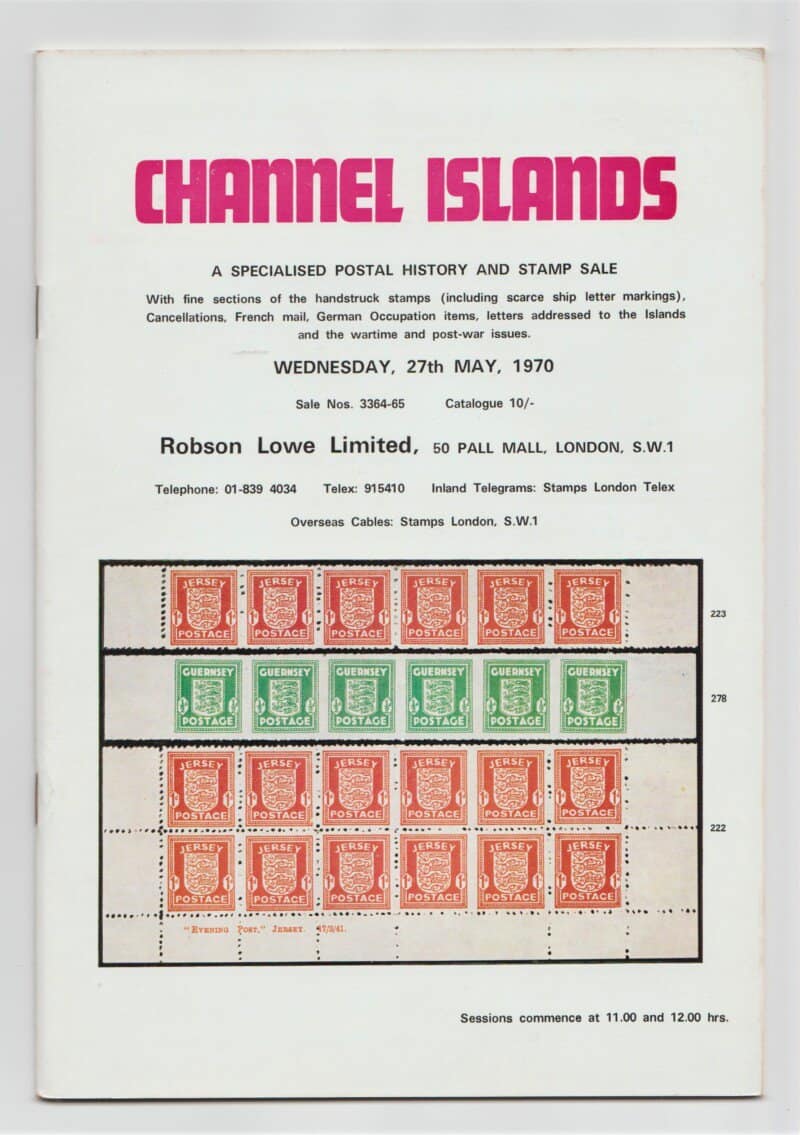 CHANNEL ISLANDS
A SPECIALISED POSTAL HISTORY AND STAMP SALE
With fine sections of the handstruck stamps (including scarce ship letter markings),
Cancellations, French mail, German Occupation items, letters addressed to the Islands
and the wartime and post-war issues.
WEDNESDAY, 27th MAY, 1970
Sale Nos. 3364-65 Catalogue 10/-
Robson Lowe Limited, 50 PALL MALL, LONDON, S.W.1
Telephone: 01-839 4034 Telex: 915410 Inland Telegrams: Stamps London Telex
Overseas Cables: Stamps London, S.W.1
JERSEY JERSEY JERSEY JERSEY JERSEY JERSEY
POSTAGE POSTAGE POSTAGE POSTAGE POSTAGE POSTAGE
223
GUERNSEY GUERNSEY GUERNSEY GUERNSEY GUERNSEY GUERNSEY
POSTAGE POSTAGE POSTAGE POSTAGE POSTAGE POSTAGE
278
JERSEY JERSEY JERSEY JERSEY JERSEY JERSEY
POSTAGE POSTAGE POSTAGE POSTAGE POSTAGE POSTAGE
222
JERSEY JERSEY JERSEY JERSEY JERSEY JERSEY
POSTAGE POSTAGE POSTAGE POSTAGE POSTAGE POSTAGE
"EVENING POST," JERSEY. 17/3/41.
Sessions commence at 11.00 and 12.00 hrs.